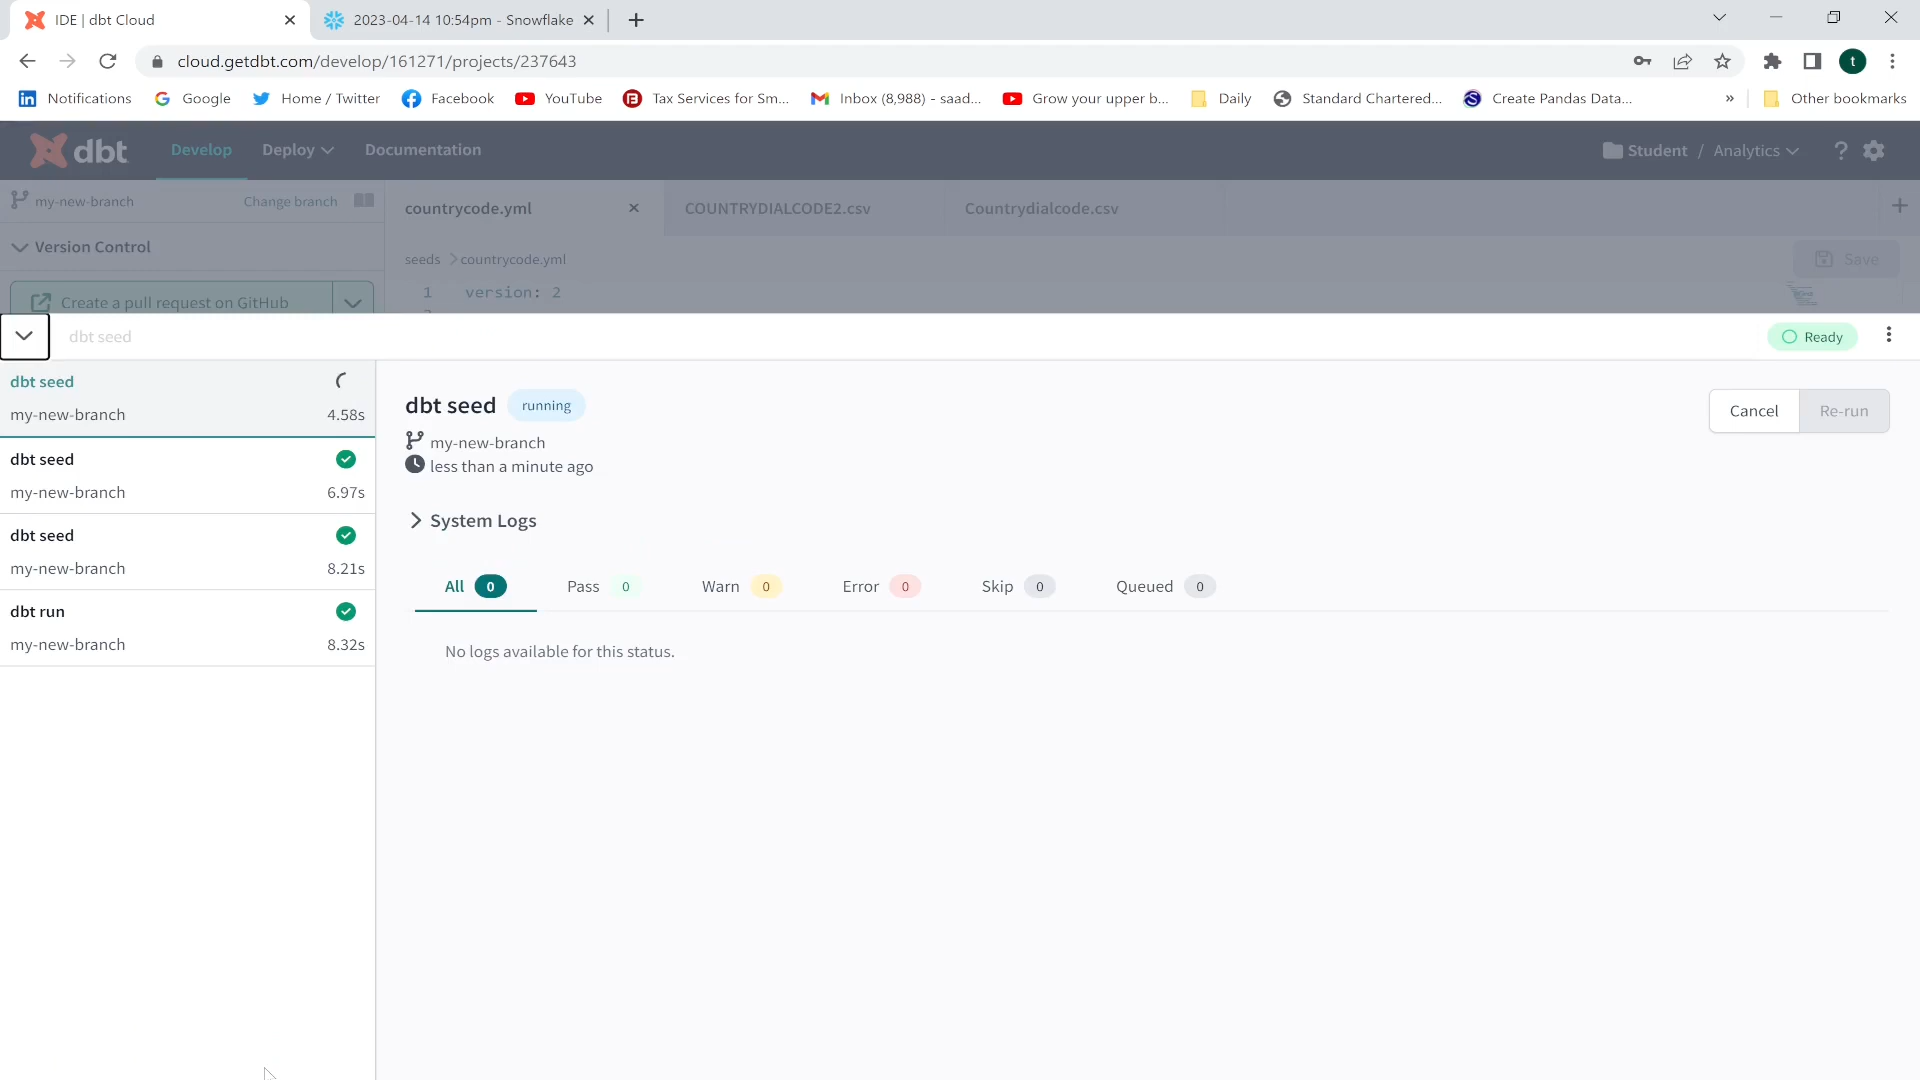 IDE | dbt Cloud
2023-04-14 10:54pm - Snowflake
cloud.getdbt.com/develop/161271/projects/237643
t
Notifications
Google
Home / Twitter
Facebook
YouTube
Tax Services for Sm...
Inbox (8,988) - saad...
Grow your upper b...
Daily
Standard Chartered...
Create Pandas Data...
»
Other bookmarks
dbt
Develop
Deploy
Documentation
Student / Analytics
?
my-new-branch
Change branch
countrycode.yml
COUNTRYDIALCODE2.csv
Countrydialcode.csv
Version Control
seeds > countrycode.yml
Save
Create a pull request on GitHub
1 version: 2
dbt seed
Ready
dbt seed
my-new-branch 4.58s
dbt seed
my-new-branch 6.97s
dbt seed
my-new-branch 8.21s
dbt run
my-new-branch 8.32s
dbt seed running
Cancel
Re-run
my-new-branch
less than a minute ago
System Logs
All 0
Pass 0
Warn 0
Error 0
Skip 0
Queued 0
No logs available for this status.